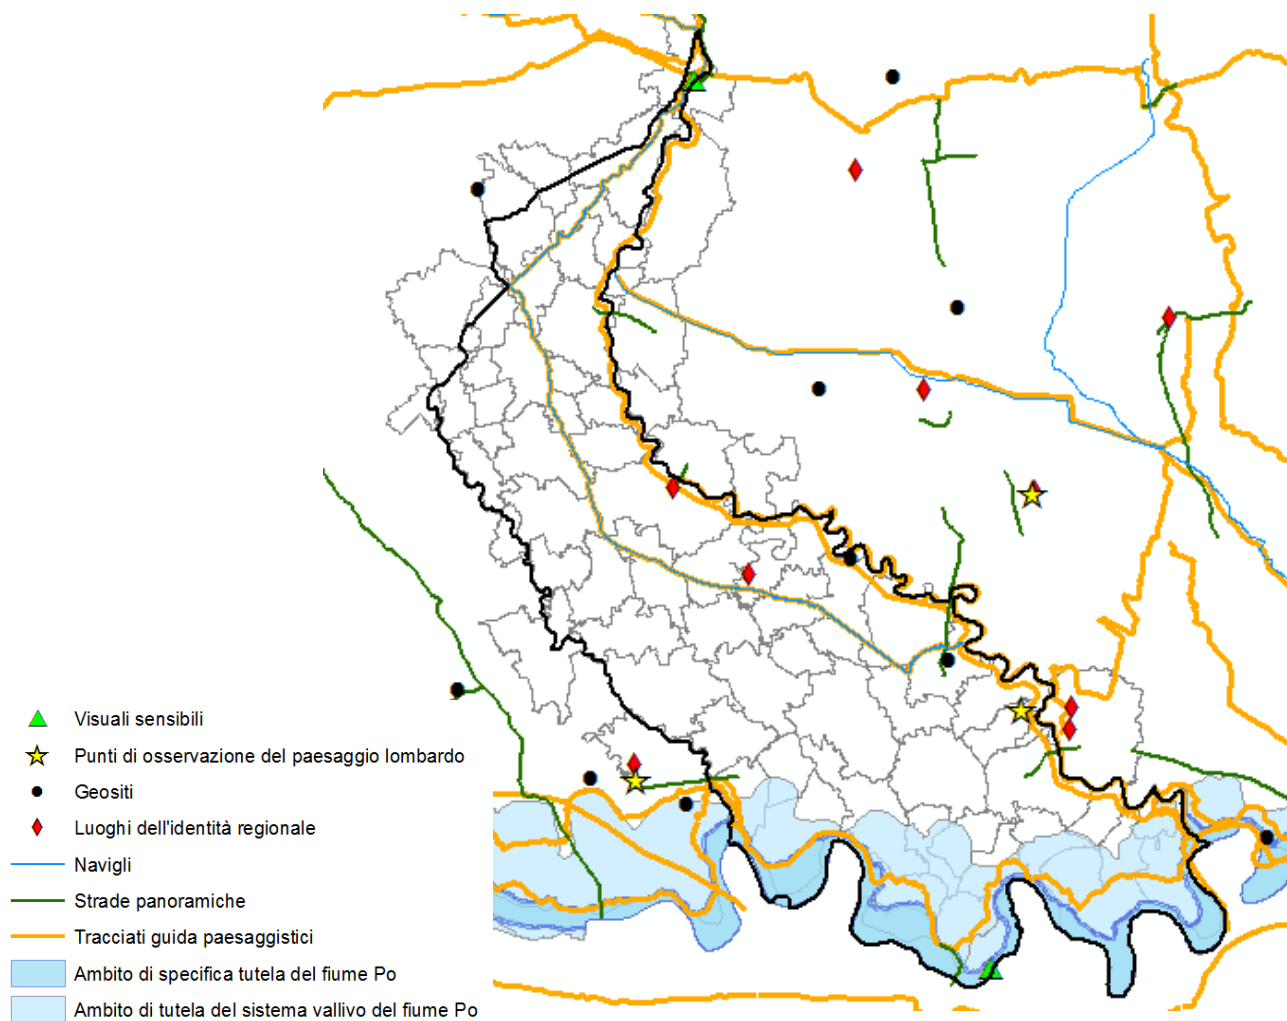 Visuali sensibili
Punti di osservazione del paesaggio lombardo
Geositi
Luoghi dell'identità regionale
Navigli
Strade panoramiche
Tracciati guida paesaggistici
Ambito di specifica tutela del fiume Po
Ambito di tutela del sistema vallivo del fiume Po